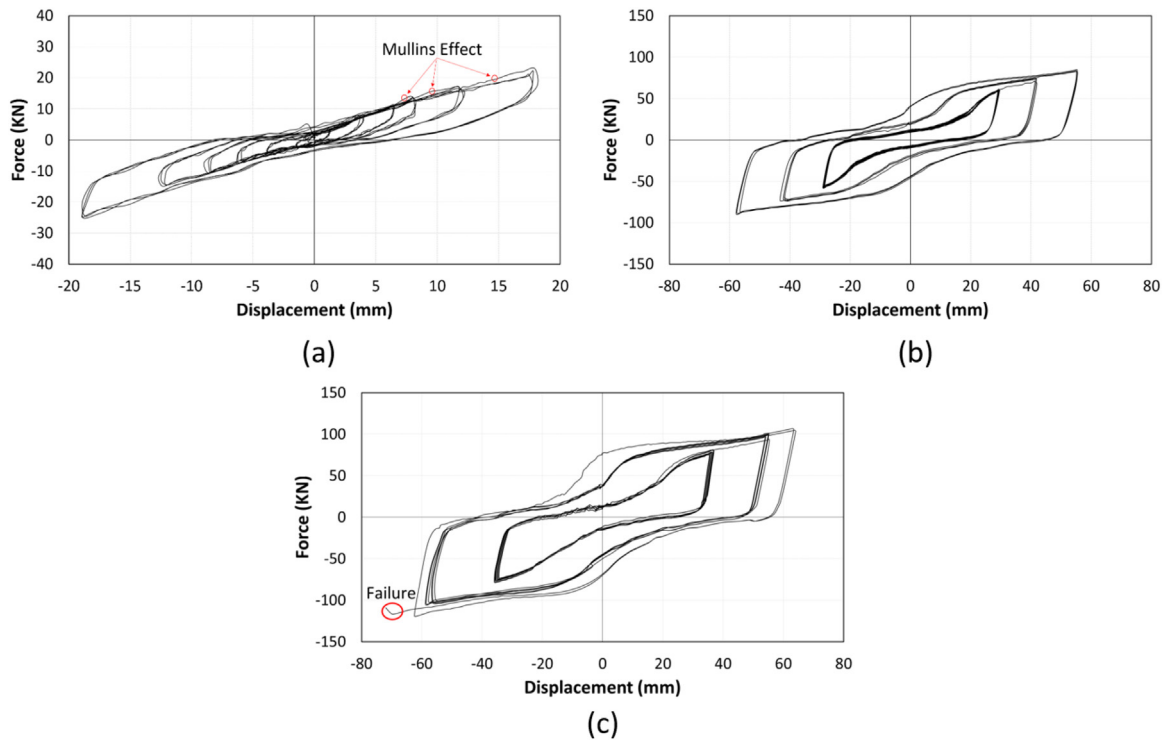 40
30
20
10
0
-10
-20
-30
-40
Force (KN)
Mullins Effect
-20 -15 -10 -5 0 5 10 15 20
Displacement (mm)
(a)
150
100
50
0
-50
-100
-150
Force (KN)
-80 -60 -40 -20 0 20 40 60 80
Displacement (mm)
(b)
150
100
50
0
-50
-100
-150
Force (KN)
Failure
-80 -60 -40 -20 0 20 40 60 80
Displacement (mm)
(c)